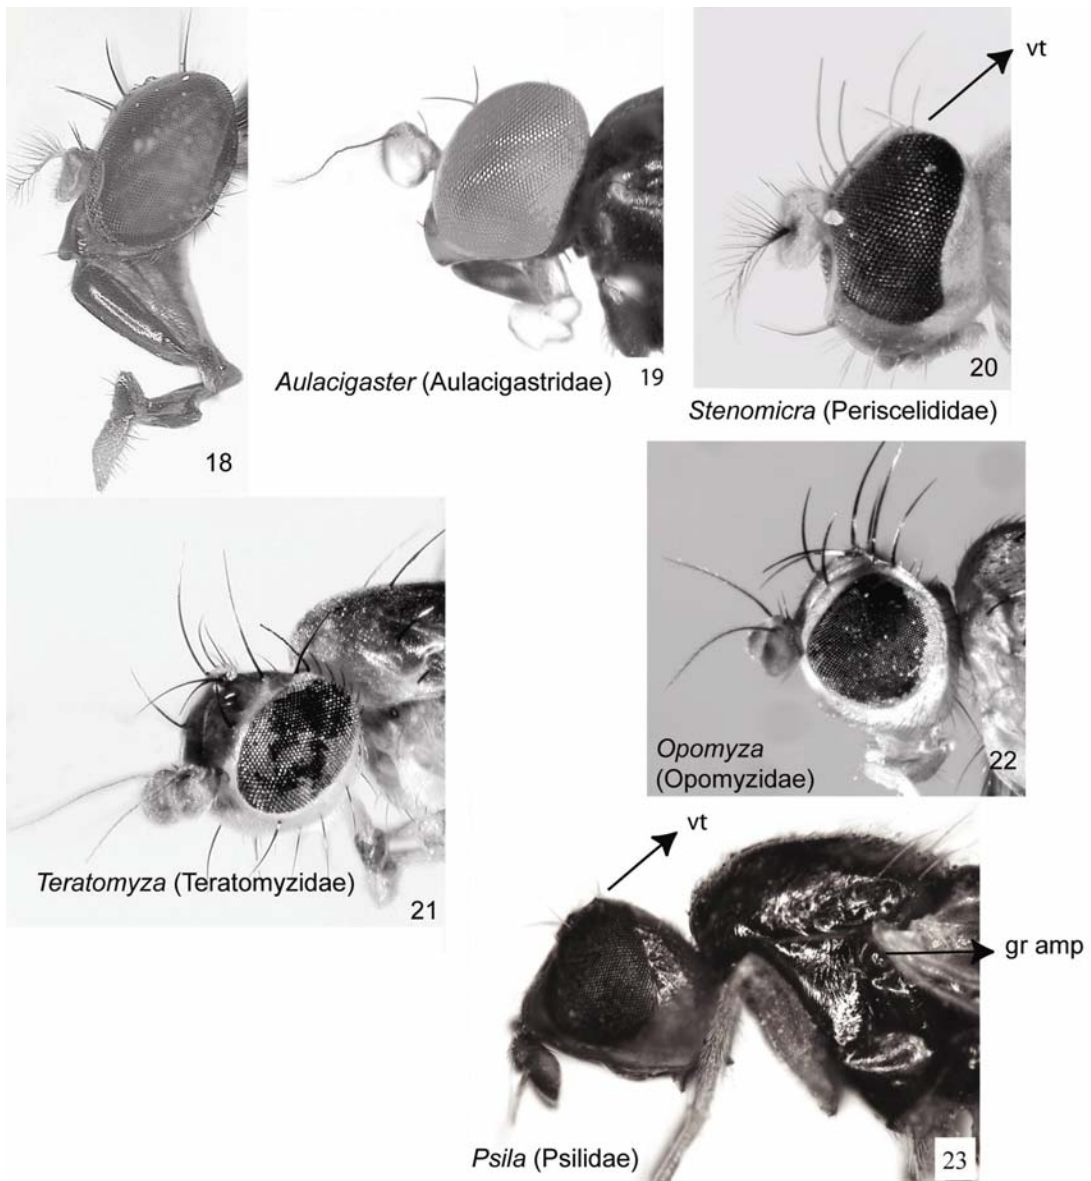 vt
18
Aulacigaster (Aulacigastridae) 19
20
Stenomicra (Periscelididae)
Teratomyza (Teratomyzidae)
21
Opomyza
(Opomyzidae)
22
vt
gr amp
Psila (Psilidae)
23